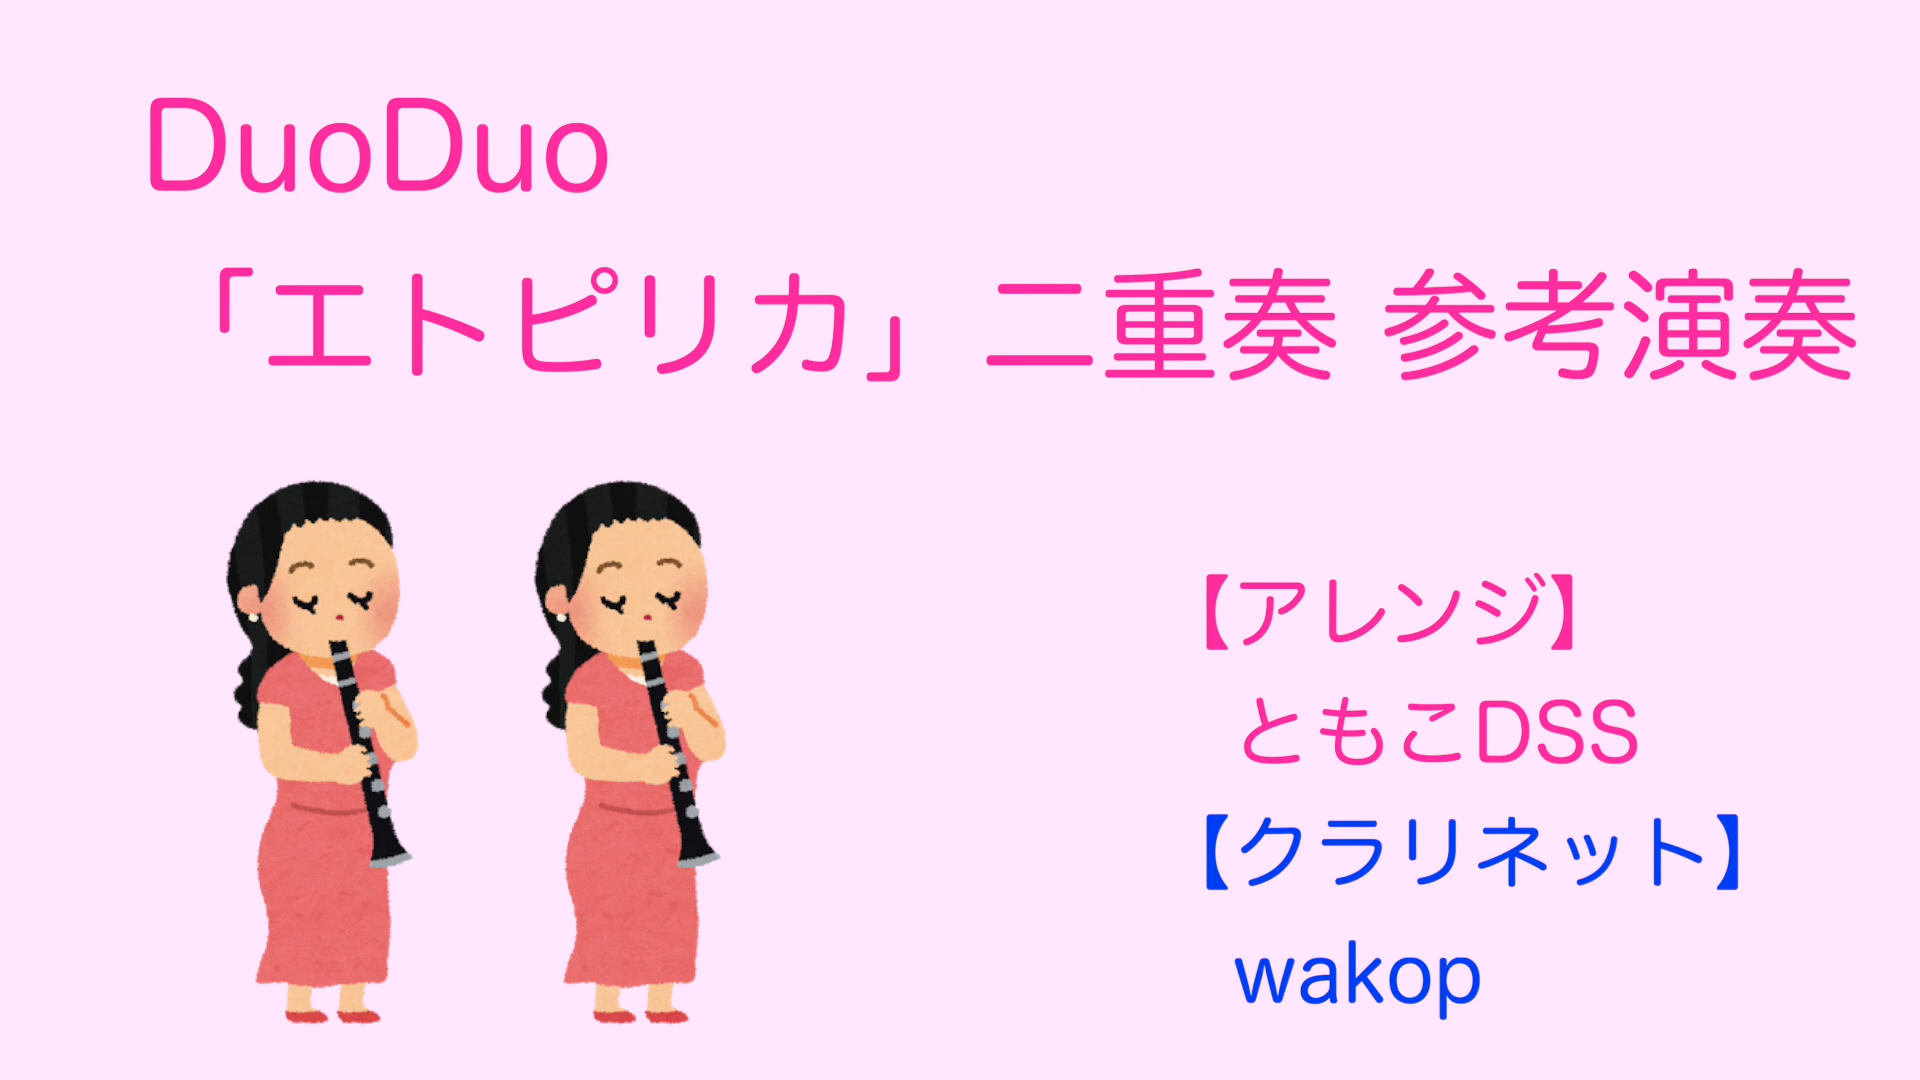 DuoDuo
「エトピリカ」二重奏 参考演奏
【アレンジ】
ともこDSS
【クラリネット】
wakop